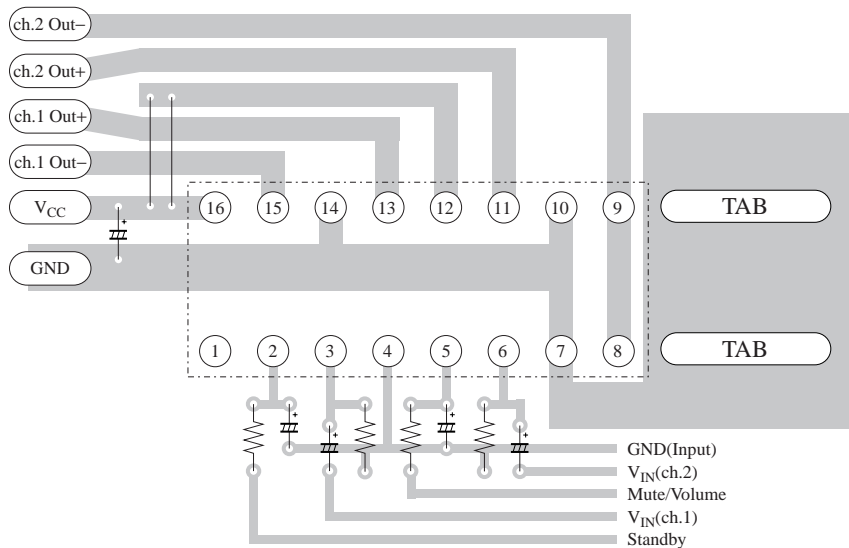 ch.2 Out−
ch.2 Out+
ch.1 Out+
ch.1 Out−
VCC
GND
16 15 14 13 12 11 10 9
TAB
1 2 3 4 5 6 7 8
TAB
+
+
+
+
+
GND(Input)
VIN(ch.2)
Mute/Volume
VIN(ch.1)
Standby